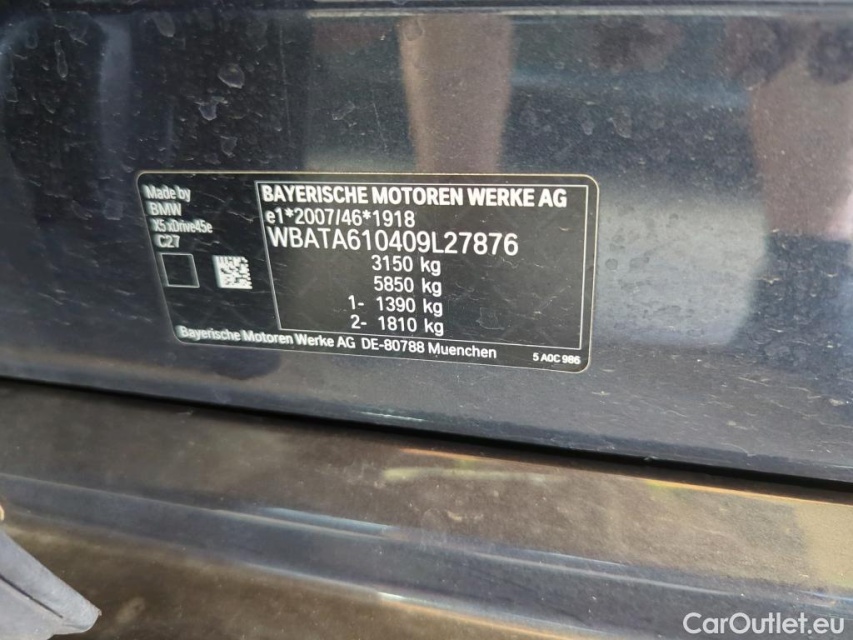 Made by
BMW
X5 xDrive45e
C27
BAYERISCHE MOTOREN WERKE AG
e1*2007/46*1918
WBATA610409L27876
3150 kg
5850 kg
1- 1390 kg
2- 1810 kg
Bayerische Motoren Werke AG DE-80788 Muenchen
5 A0C 986
CarOutlet.eu